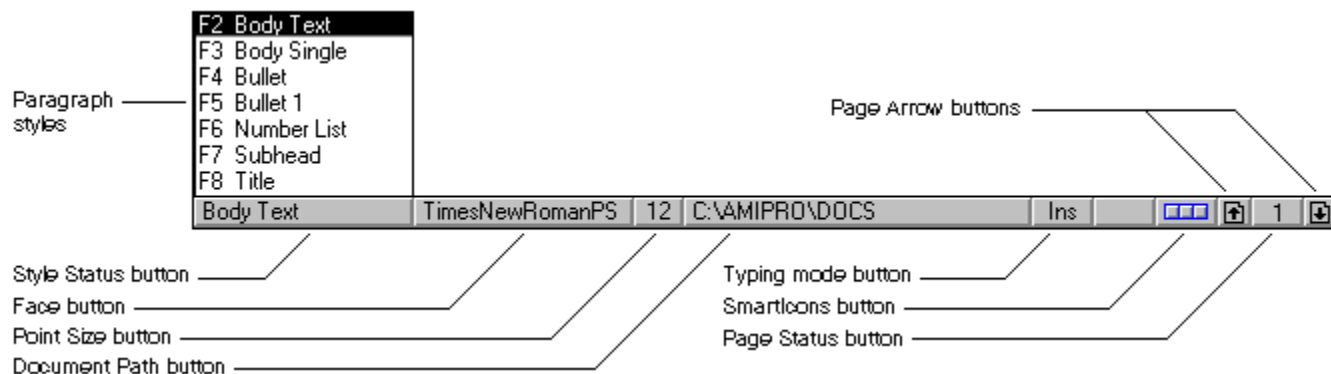 F2 Body Text
F3 Body Single
F4 Bullet
F5 Bullet 1
F6 Number List
F7 Subhead
F8 Title
Paragraph
styles
Page Arrow buttons
Body Text TimesNewRomanPS 12 C:\AMIPRO\DOCS Ins 1
Style Status button
Face button
Point Size button
Document Path button
Typing mode button
SmartIcons button
Page Status button